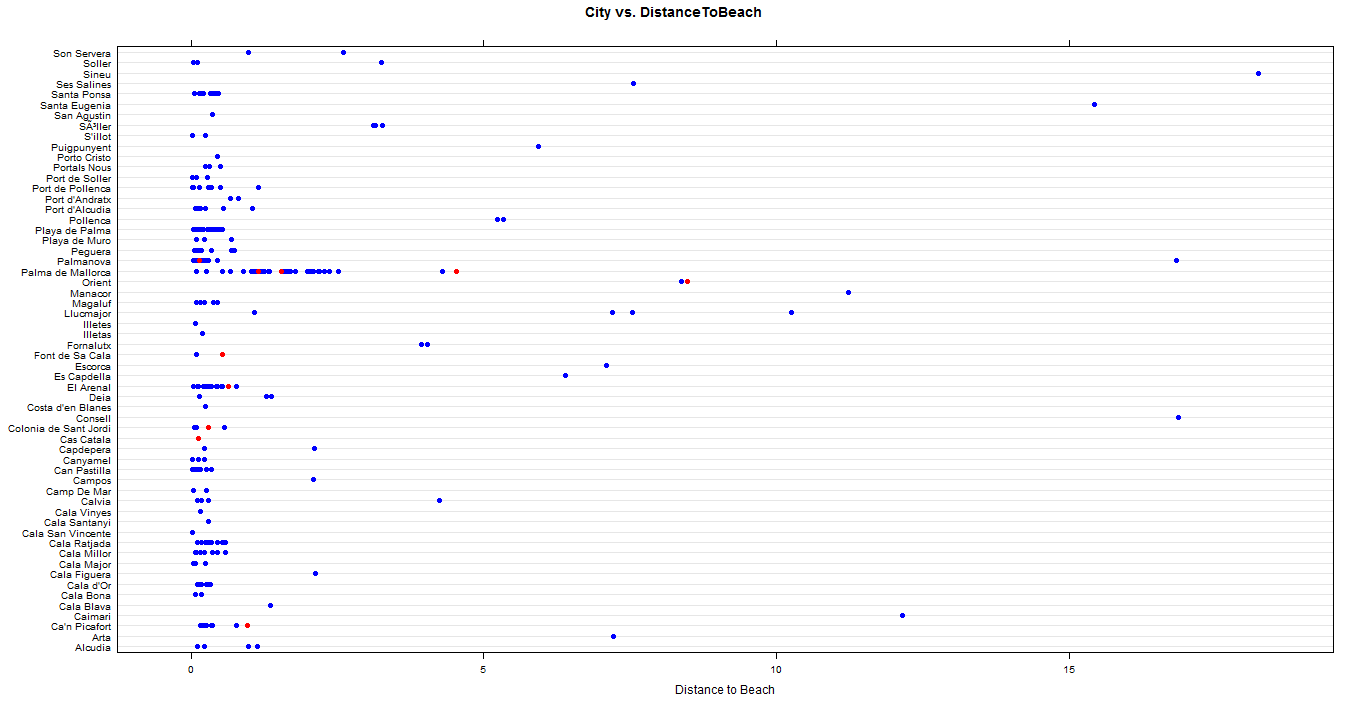 City vs. DistanceToBeach
Son Servera
Soller
Sineu
Ses Salines
Santa Ponsa
Santa Eugenia
San Agustin
SÃ³ller
S'illot
Puigpunyent
Porto Cristo
Portals Nous
Port de Soller
Port de Pollenca
Port d'Andratx
Port d'Alcudia
Pollenca
Playa de Palma
Playa de Muro
Peguera
Palmanova
Palma de Mallorca
Orient
Manacor
Magaluf
Llucmajor
Illetes
Illetas
Fornalutx
Font de Sa Cala
Escorca
Es Capdella
El Arenal
Deia
Costa d'en Blanes
Consell
Colonia de Sant Jordi
Cas Catala
Capdepera
Canyamel
Can Pastilla
Campos
Camp De Mar
Calvia
Cala Vinyes
Cala Santanyi
Cala San Vincente
Cala Ratjada
Cala Millor
Cala Major
Cala Figuera
Cala d'Or
Cala Bona
Cala Blava
Caimari
Ca'n Picafort
Arta
Alcudia
0 5 10 15
Distance to Beach